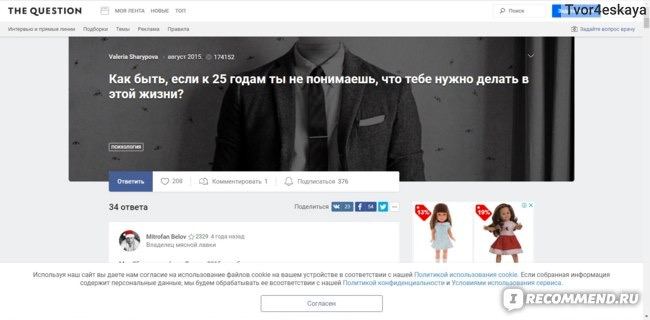 THE QUESTION
МОЯ ЛЕНТА НОВЫЕ ТОП
Поиск
Tvor4eskaya
Интервью и прямые линии Подборки Темы Реклама Правила
Задайте вопрос врачу
Valeria Sharypova август 2015. 174152
Как быть, если к 25 годам ты не понимаешь, что тебе нужно делать в
этой жизни?
ПСИХОЛОГИЯ
Ответить 208 Комментировать 1 Подписаться 376
34 ответа
Поделиться 23 54
13% 19%
Mitrofan Belov 2329 4 года назад
Владелец мясной лавки
Используя наш сайт вы даете нам согласие на использование файлов cookie на вашем устройстве в соответствии с нашей Политикой использования cookie. Если собранная информация
содержит персональные данные, мы будем обрабатывать ее всоответствии с нашей Политикой конфиденциальности и Условиями использования сервиса.
Согласен
I RECOMMEND.RU